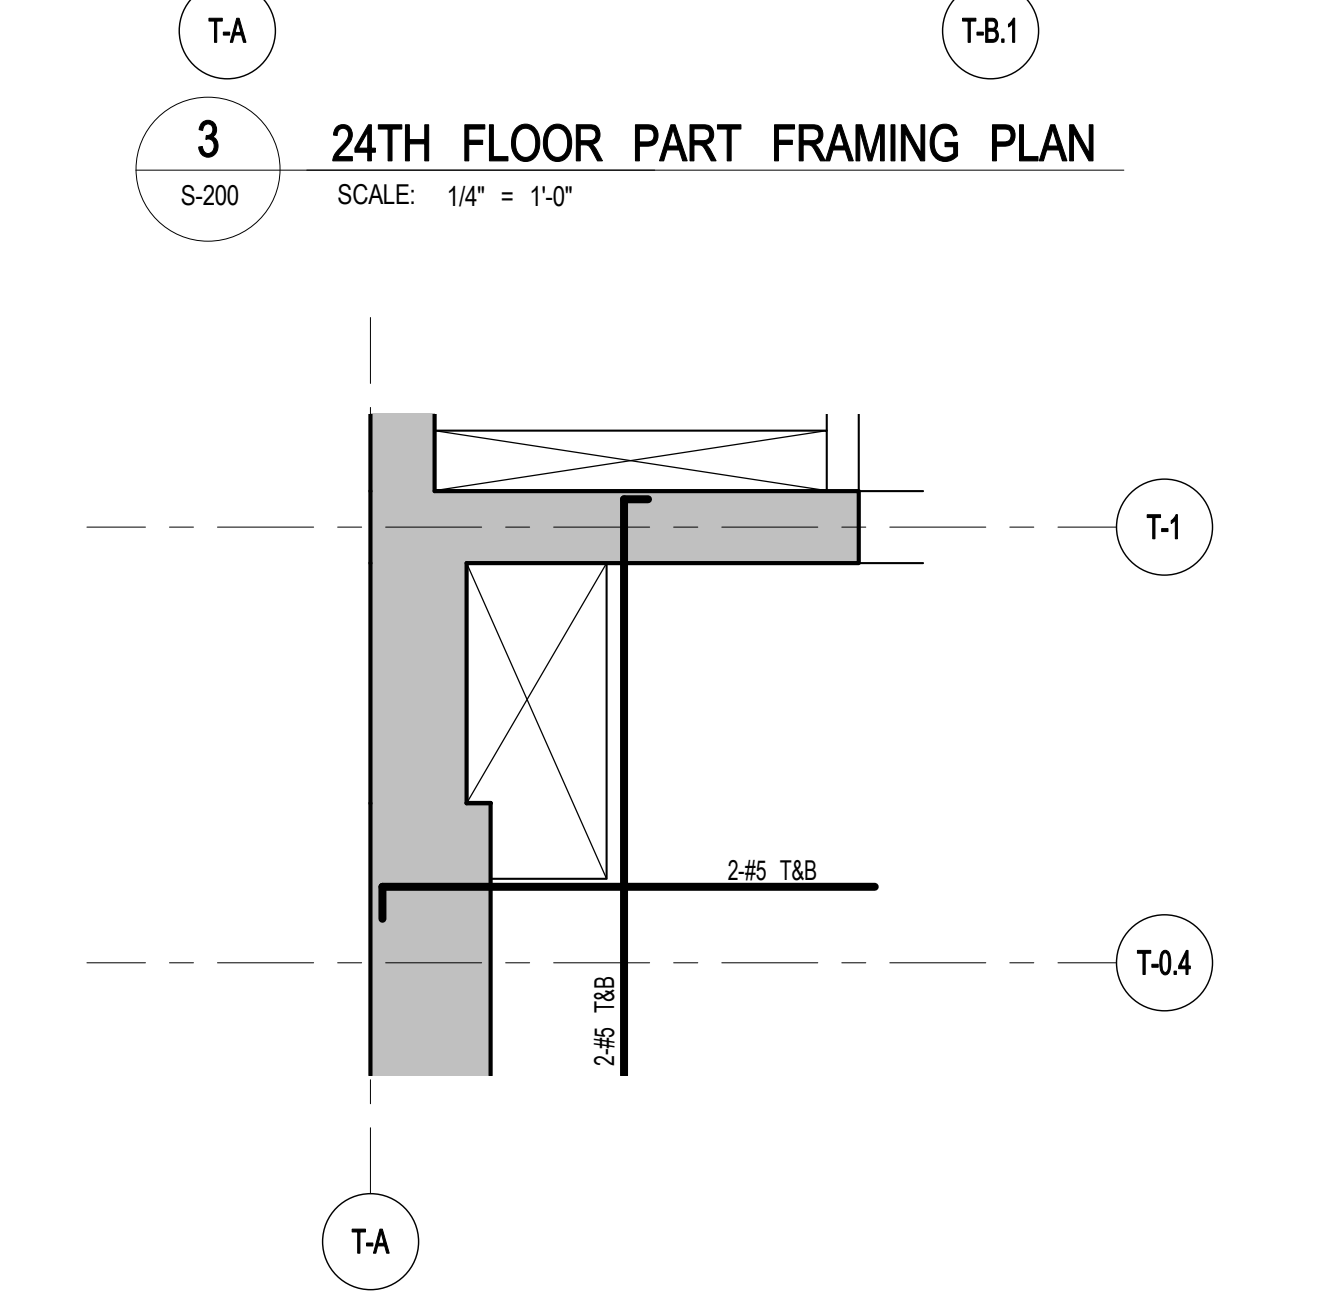 T-A
T-B.1
3
24TH FLOOR PART FRAMING PLAN
S-200
SCALE: 1/4" = 1'-0"
T-1
2-#5 T&B
T-0.4
2-#5 T&B
T-A